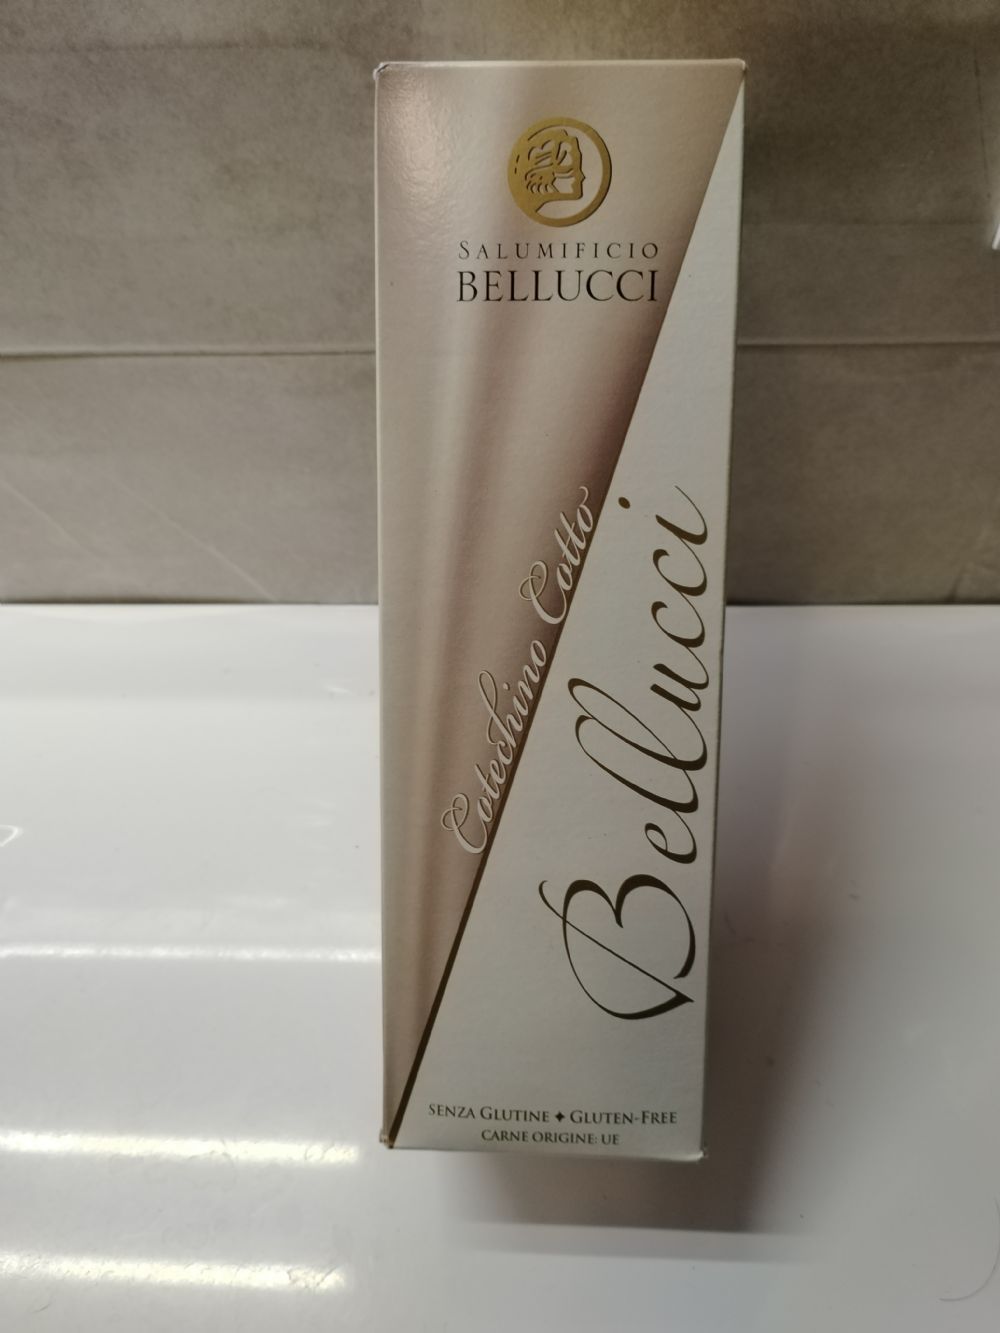 SALUMIFICIO
BELLUCCI
Cotechino Cotto
Bellucci
SENZA GLUTINE ✦ GLUTEN-FREE
CARNE ORIGINE: UE